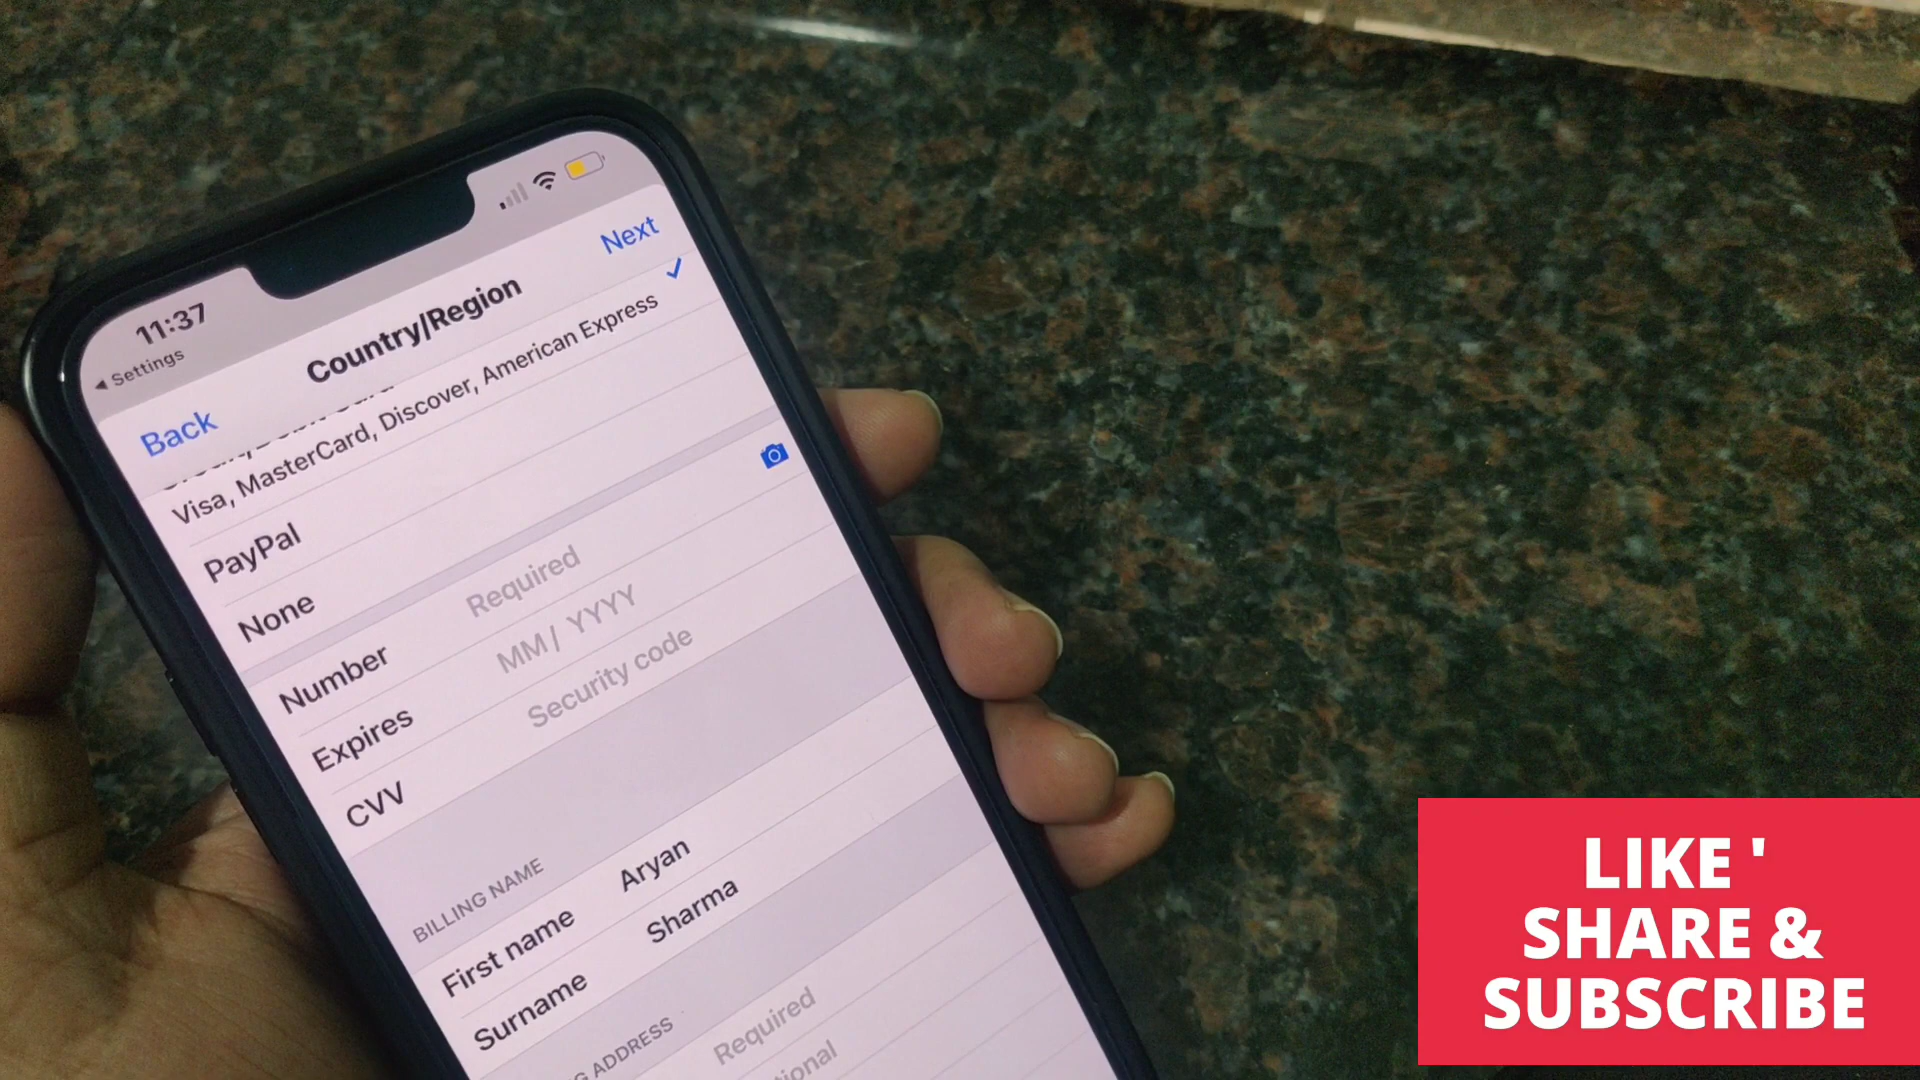 11:37
Settings
Back
Country/Region
Next
Visa, MasterCard, Discover, American Express
PayPal
None
Number Required
Expires MM/ YYYY
CVV Security code
BILLING NAME
First name Aryan
Surname Sharma
ADDRESS
Required
LIKE '
SHARE &
SUBSCRIBE